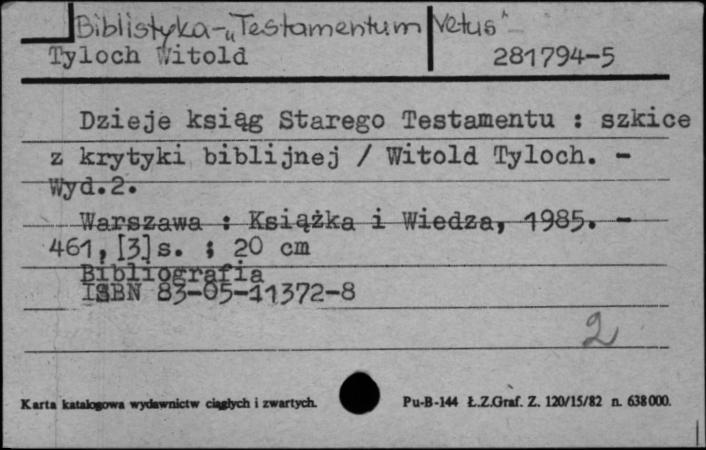 Biblistyka-„Testamentum Vetus"
Tyloch Witold 281794-5
Dzieje ksiąg Starego Testamentu : szkice
z krytyki biblijnej / Witold Tyloch. -
Wyd.2.
Warszawa : Książka i Wiedza, 1985. -
461, [3]s. ; 20 cm
Bibliografia
ISBN 83-05-11372-8
2
Karta katalogowa wydawnictw ciągłych i zwartych. Pu-B-144 Ł.Z.Graf. Z. 120/15/82 n. 638000.